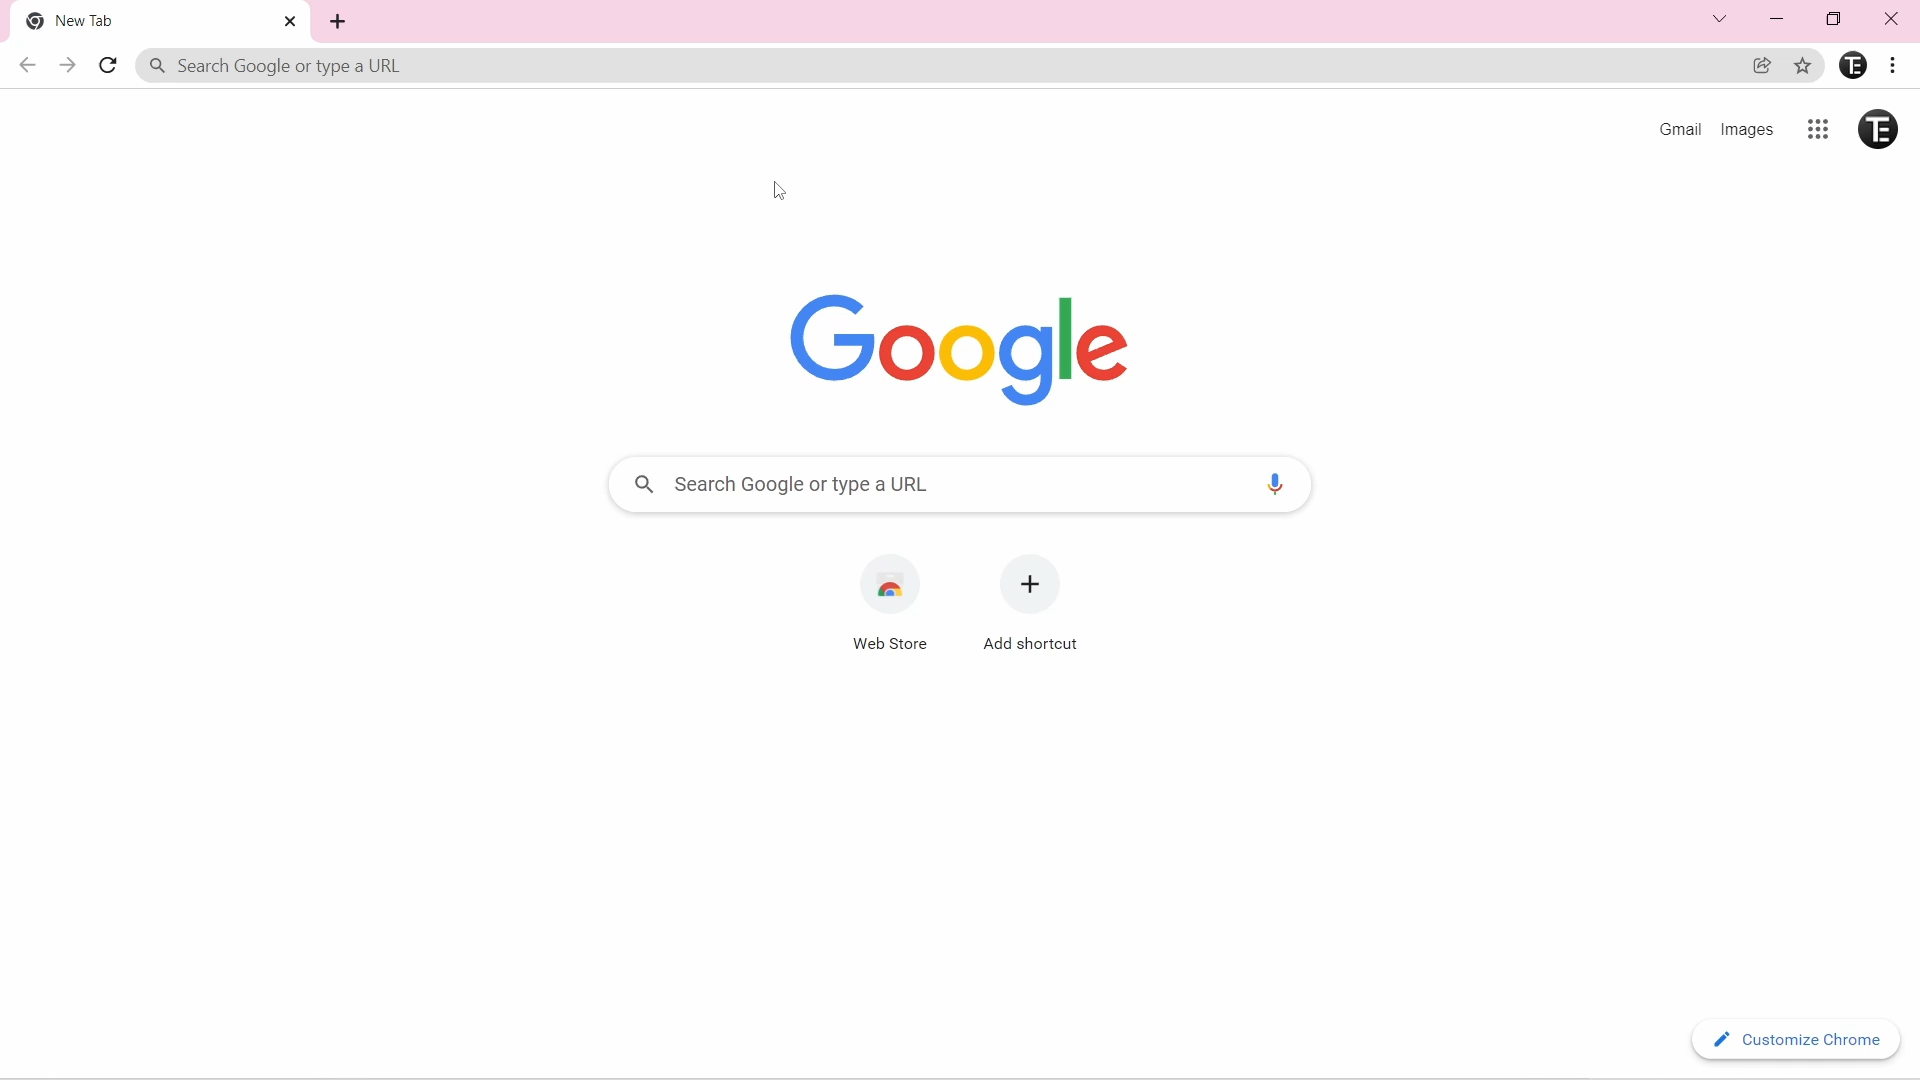 New Tab
Search Google or type a URL
Gmail Images
TE
Google
Search Google or type a URL
Web Store Add shortcut
Customize Chrome